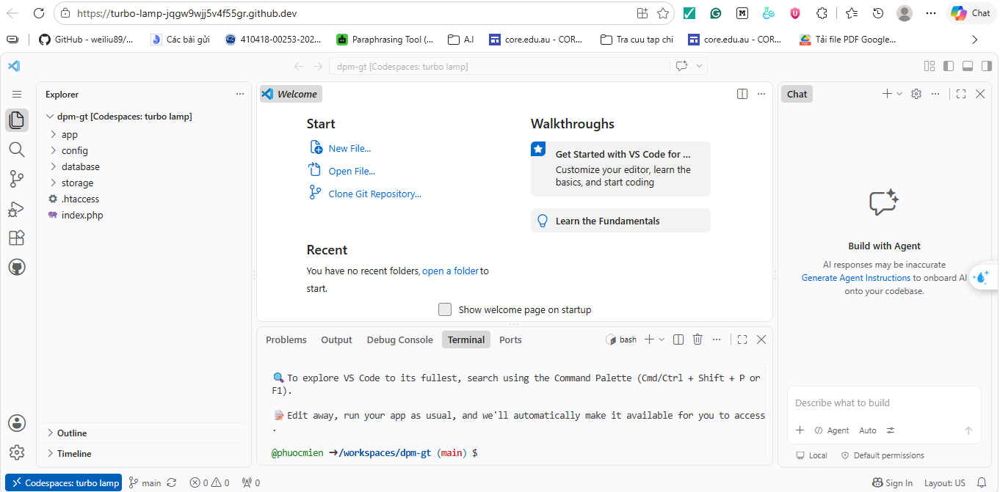 https://turbo-lamp-jqgw9wjj5v4f55gr.github.dev
Chat
GitHub - weiliu89/...
Các bài gửi
410418-00253-202...
Paraphrasing Tool (...
A.I
core.edu.au - COR...
Tra cuu tap chi
core.edu.au - COR...
Tải file PDF Google...
dpm-gt [Codespaces: turbo lamp]
Explorer
dpm-gt [Codespaces: turbo lamp]
app
config
database
storage
.htaccess
index.php
Outline
Timeline
Welcome
Start
New File...
Open File...
Clone Git Repository...
Recent
You have no recent folders, open a folder to
start.
Walkthroughs
Get Started with VS Code for ...
Customize your editor, learn the
basics, and start coding
Learn the Fundamentals
Show welcome page on startup
Problems Output Debug Console Terminal Ports
bash
To explore VS Code to its fullest, search using the Command Palette (Cmd/Ctrl + Shift + P or
F1).
Edit away, run your app as usual, and we'll automatically make it available for you to access
.
@phuocmien ➜/workspaces/dpm-gt (main) $
Chat
Build with Agent
AI responses may be inaccurate
Generate Agent Instructions to onboard AI
onto your codebase.
Describe what to build
Agent Auto
Local Default permissions
Codespaces: turbo lamp main 0 0 0 Sign In Layout: US